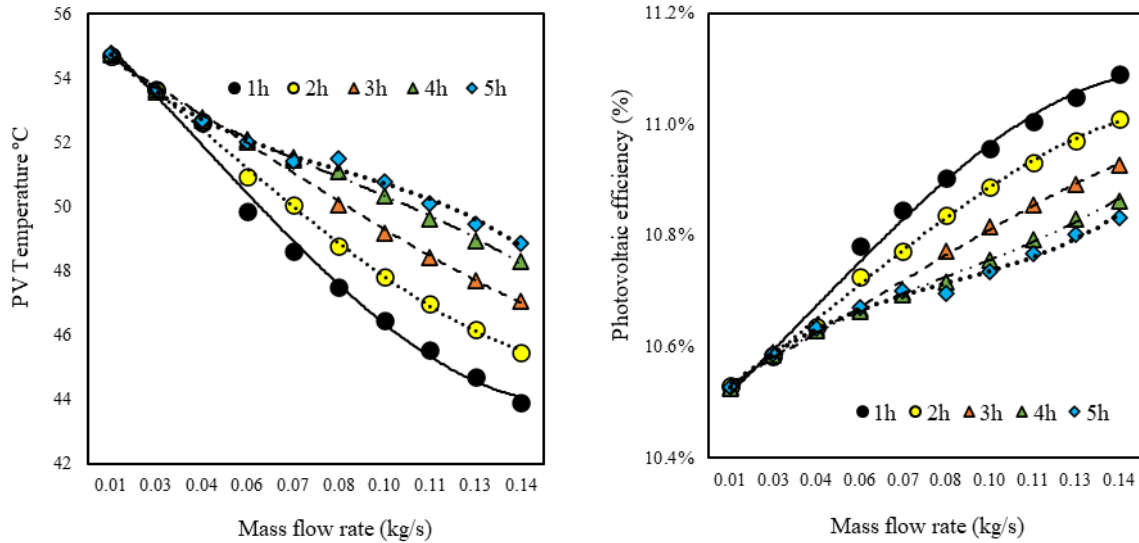 56
54
52
50
48
46
44
42
PV Temperature °C
1h 2h 3h 4h 5h
0.01 0.03 0.04 0.06 0.07 0.08 0.10 0.11 0.13 0.14
Mass flow rate (kg/s)
11.2%
11.0%
10.8%
10.6%
10.4%
Photovoltaic efficiency (%)
1h 2h 3h 4h 5h
0.01 0.03 0.04 0.06 0.07 0.08 0.10 0.11 0.13 0.14
Mass flow rate (kg/s)